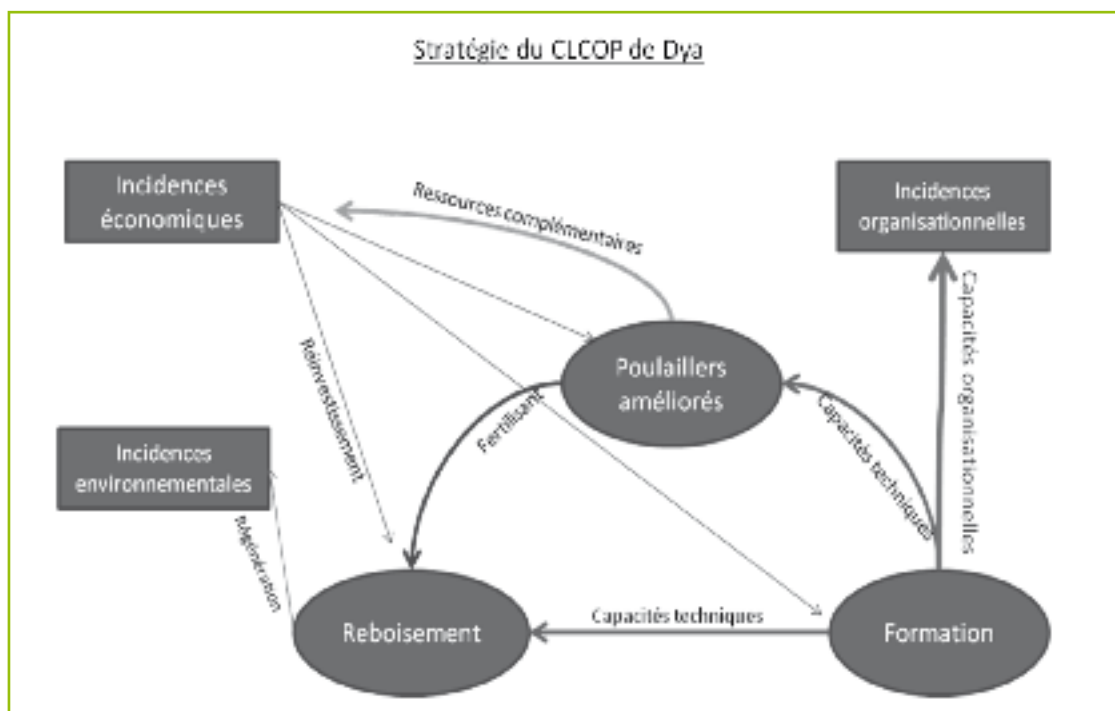 Stratégie du CLCOP de Dya
Incidences
économiques
Ressources complémentaires
Incidences
organisationnelles
Capacités organisationnelles
Poulaillers
améliorés
Réinvestissement
Fertilisant
Capacités techniques
Incidences
environnementales
Régénération
Reboisement
Capacités techniques
Formation